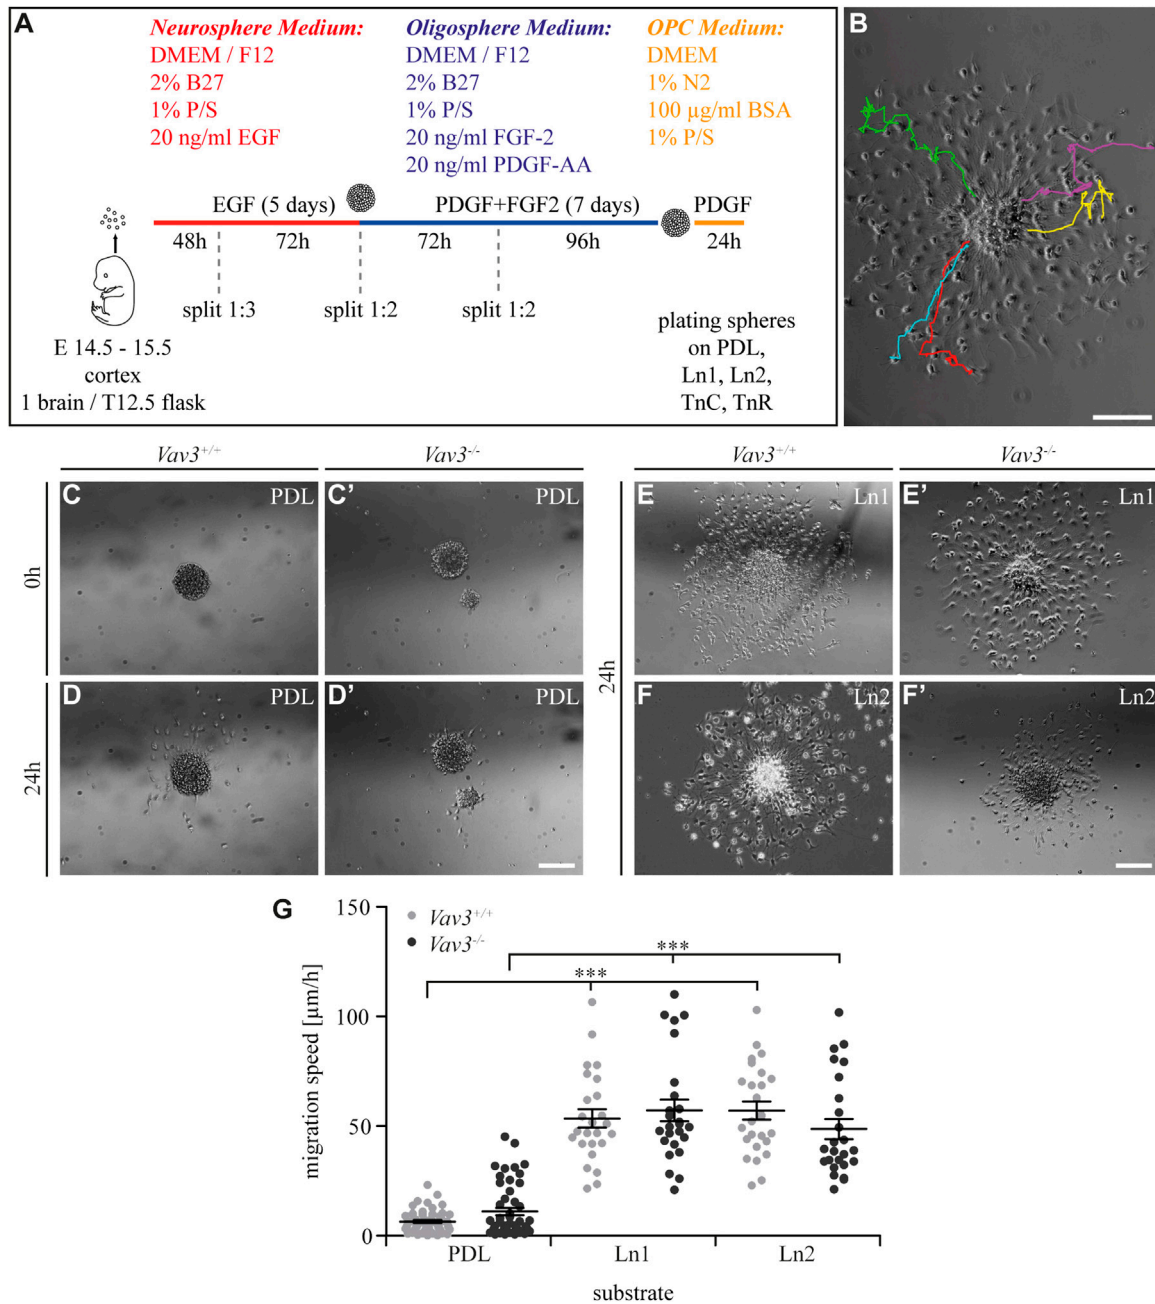 A
Neurosphere Medium:
DMEM / F12
2% B27
1% P/S
20 ng/ml EGF
Oligosphere Medium:
DMEM / F12
2% B27
1% P/S
20 ng/ml FGF-2
20 ng/ml PDGF-AA
OPC Medium:
DMEM
1% N2
100 µg/ml BSA
1% P/S
EGF (5 days)
PDGF+FGF2 (7 days)
PDGF
48h
72h
72h
96h
24h
split 1:3
split 1:2
split 1:2
E 14.5 - 15.5
cortex
1 brain / T12.5 flask
plating spheres
on PDL,
Ln1, Ln2,
TnC, TnR
B
Vav3+/+
Vav3-/-
Vav3+/+
Vav3-/-
0h
C PDL
C' PDL
24h
D PDL
D' PDL
24h
E Ln1
E' Ln1
F Ln2
F' Ln2
G
Vav3+/+
Vav3-/-
***
***
migration speed [µm/h]
150
100
50
0
PDL
Ln1
Ln2
substrate